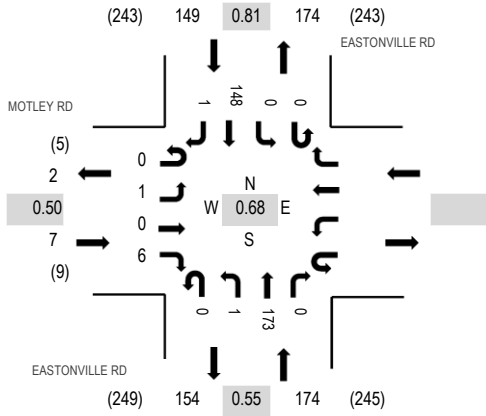 (243) 149 0.81 174 (243)
EASTONVILLE RD
1 148 0 0
MOTLEY RD
(5)
0
2
1
N
0.50
W 0.68 E
0
7
S
6
(9)
0 1 173 0
EASTONVILLE RD
(249) 154 0.55 174 (245)